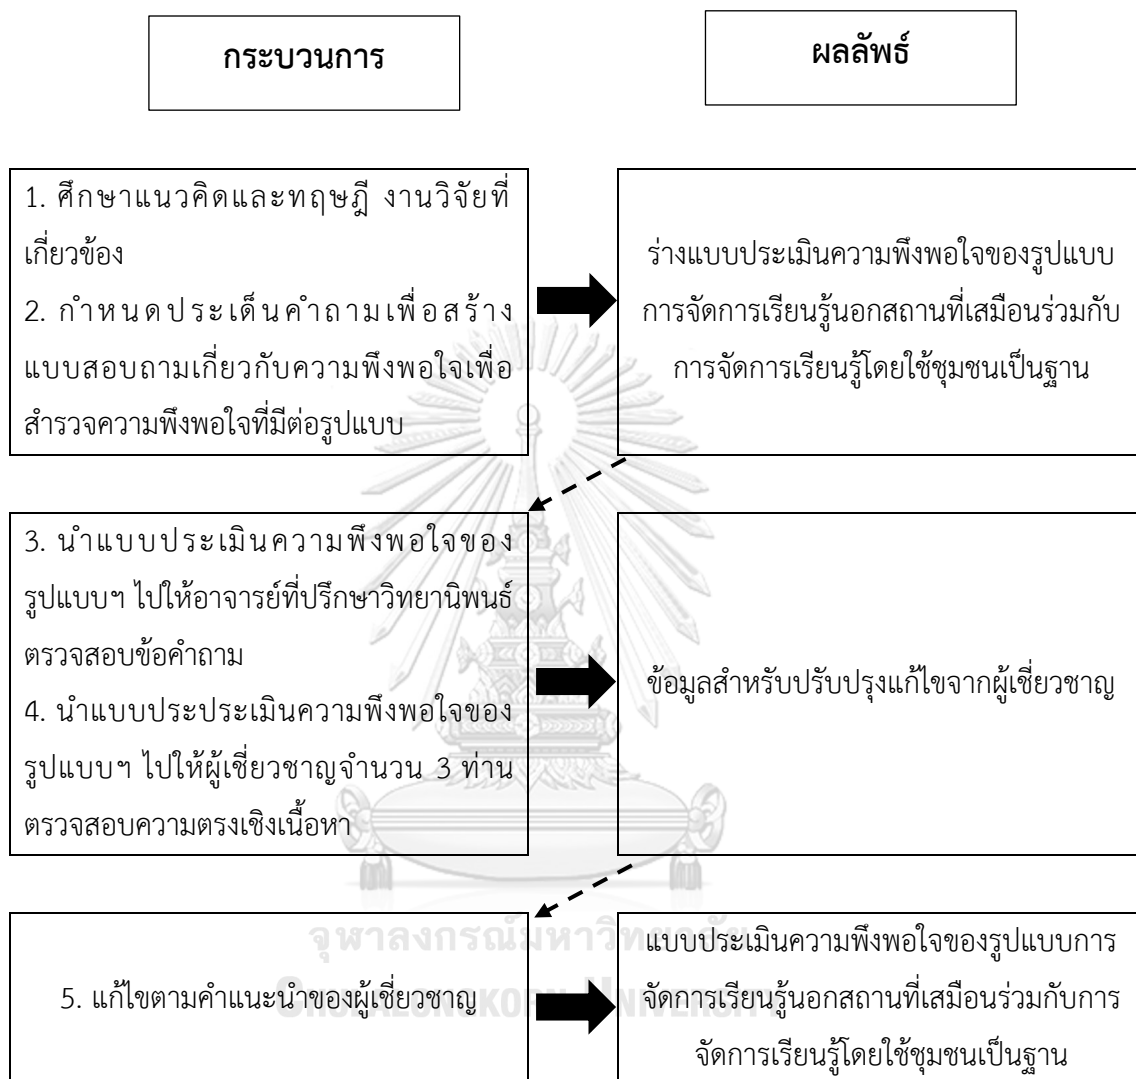 กระบวนการ
ผลลัพธ์
1. ศึกษาแนวคิดและทฤษฎี งานวิจัยที่
เกี่ยวข้อง
2. กำหนดประเด็นคำถามเพื่อสร้าง
แบบสอบถามเกี่ยวกับความพึงพอใจเพื่อ
สำรวจความพึงพอใจที่มีต่อรูปแบบ
ร่างแบบประเมินความพึงพอใจของรูปแบบ
การจัดการเรียนรู้นอกสถานที่เสมือนร่วมกับ
การจัดการเรียนรู้โดยใช้ชุมชนเป็นฐาน
3. นำแบบประเมินความพึงพอใจของ
รูปแบบฯ ไปให้อาจารย์ที่ปรึกษาวิทยานิพนธ์
ตรวจสอบข้อคำถาม
4. นำแบบประประเมินความพึงพอใจของ
รูปแบบฯ ไปให้ผู้เชี่ยวชาญจำนวน 3 ท่าน
ตรวจสอบความตรงเชิงเนื้อหา
ข้อมูลสำหรับปรับปรุงแก้ไขจากผู้เชี่ยวชาญ
5. แก้ไขตามคำแนะนำของผู้เชี่ยวชาญ
แบบประเมินความพึงพอใจของรูปแบบการ
จัดการเรียนรู้นอกสถานที่เสมือนร่วมกับการ
จัดการเรียนรู้โดยใช้ชุมชนเป็นฐาน
จุฬาลงกรณ์มหาวิทยาลัย
CHULALONGKORN UNIVERSITY